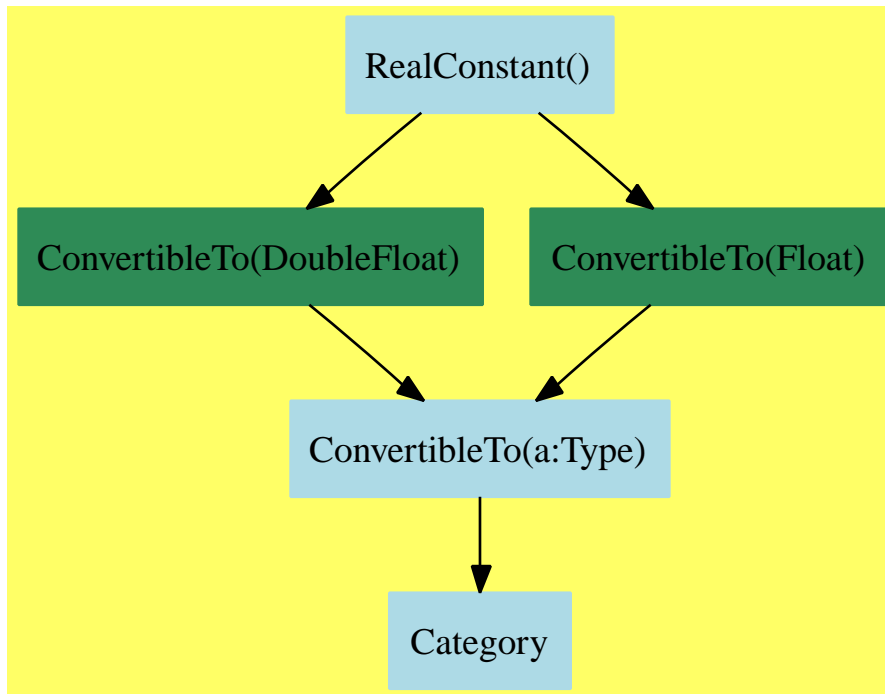 RealConstant()
ConvertibleTo(DoubleFloat)
ConvertibleTo(Float)
ConvertibleTo(a:Type)
Category